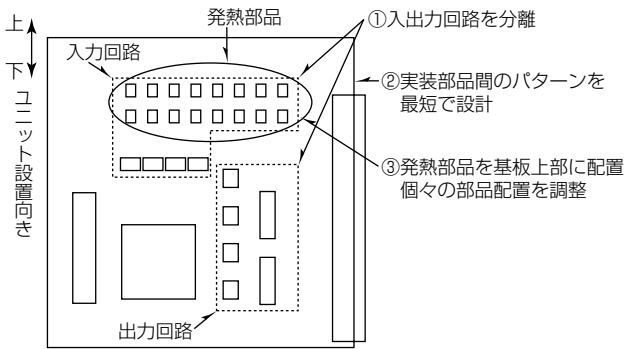 発熱部品
①入出力回路を分離
上
下
ユニット設置向き
入力回路
②実装部品間のパターンを
最短で設計
③発熱部品を基板上部に配置
個々の部品配置を調整
出力回路